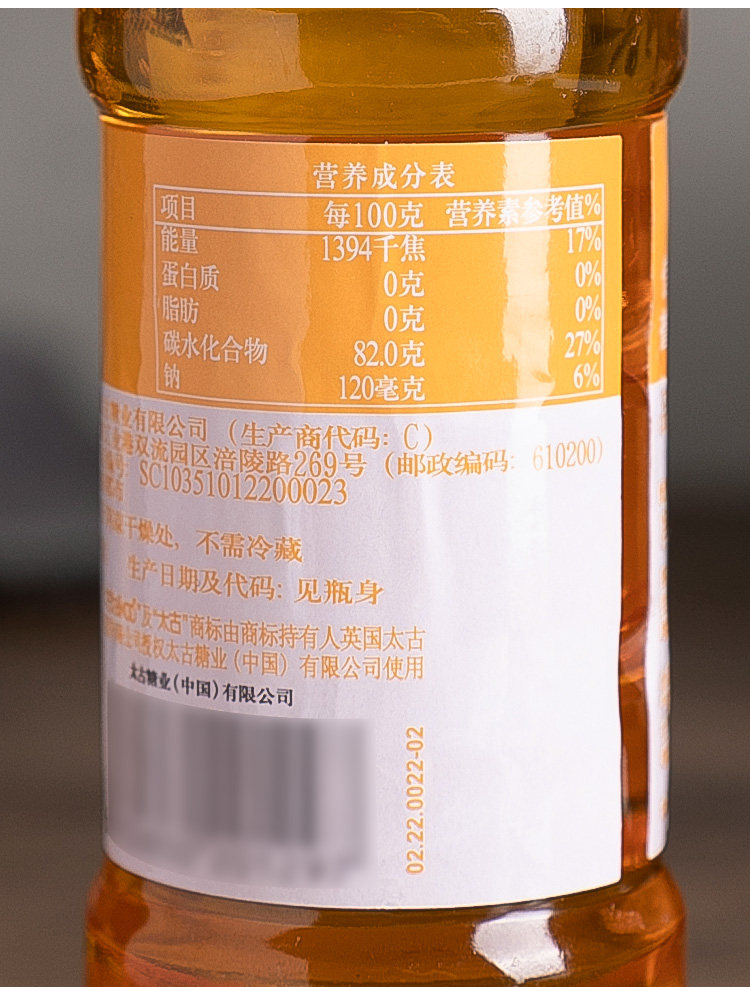 营养成分表
项目 每100克 营养素参考值%
能量 1394千焦 17%
蛋白质 0克 0%
脂肪 0克 0%
碳水化合物 82.0克 27%
钠 120毫克 6%
糖业有限公司（生产商代码：C）
港双流园区涪陵路269号（邮政编码：610200）
号：SC10351012200023
干燥处，不需冷藏
生产日期及代码：见瓶身
及"太古"商标由商标持有人英国太古
授权太古糖业（中国）有限公司使用
太古糖业(中国)有限公司
02.22.0022-02